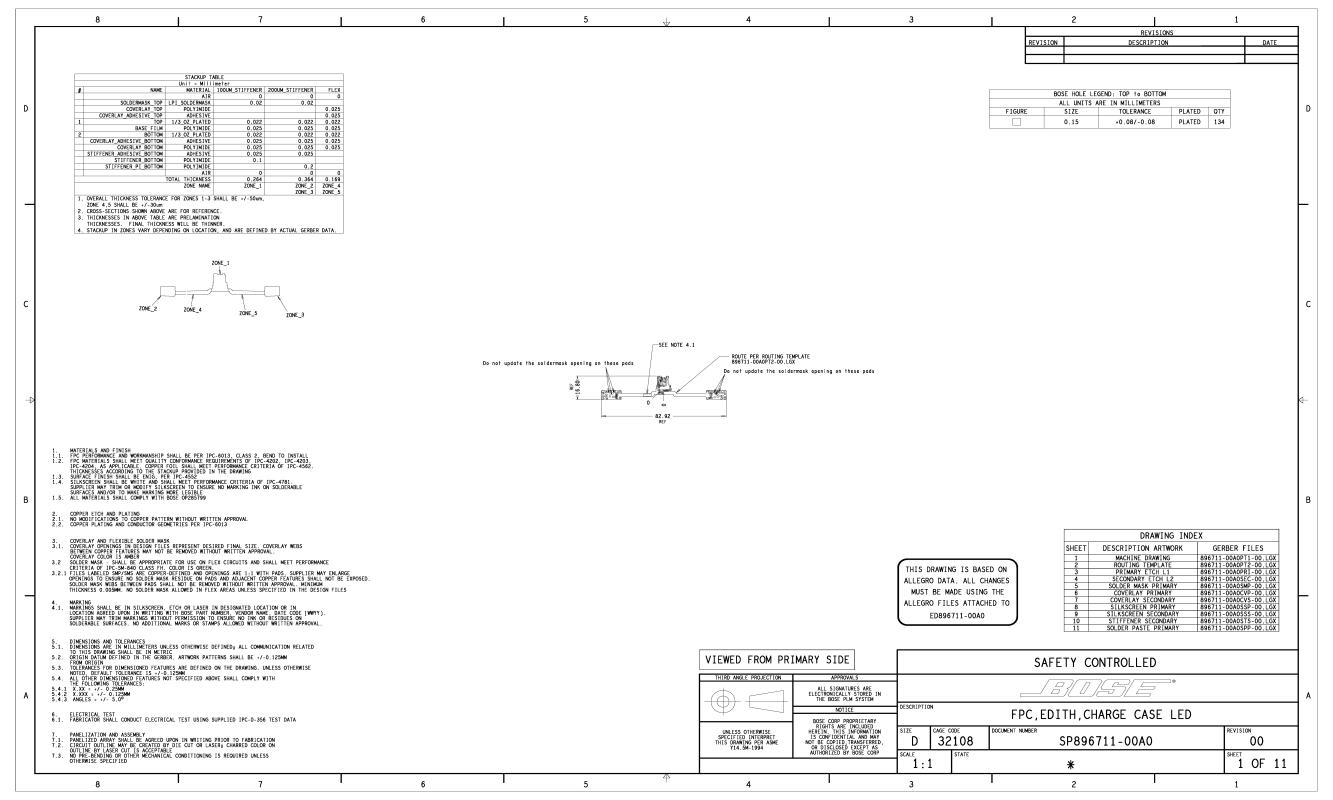 8 7 6 5 4 3 2 1
REVISIONS
REVISION DESCRIPTION DATE
STACKUP TABLE
Unit = Millimeter
# NAME MATERIAL 100UM_STIFFENER 200UM_STIFFENER FLEX
AIR 0 0 0
SOLDERMASK_TOP LPI_SOLDERMASK 0.02 0.02
COVERLAY_TOP POLYIMIDE 0.025
COVERLAY_ADHESIVE_TOP ADHESIVE 0.025
1 TOP 1/3_OZ_PLATED 0.022 0.022 0.022
BASE FILM POLYIMIDE 0.025 0.025 0.025
2 BOTTOM 1/3_OZ_PLATED 0.022 0.022 0.022
COVERLAY_ADHESIVE_BOTTOM ADHESIVE 0.025 0.025 0.025
COVERLAY_BOTTOM POLYIMIDE 0.025 0.025 0.025
STIFFENER_ADHESIVE_BOTTOM ADHESIVE 0.025 0.025
STIFFENER_BOTTOM POLYIMIDE 0.1
STIFFENER_PI_BOTTOM POLYIMIDE 0.2
AIR 0 0 0
TOTAL THICKNESS 0.264 0.364 0.169
ZONE NAME ZONE_1 ZONE_2 ZONE_4
ZONE_3 ZONE_5
1. OVERALL THICKNESS TOLERANCE FOR ZONES 1-3 SHALL BE +/-50um,
ZONE 4,5 SHALL BE +/-30um
2. CROSS-SECTIONS SHOWN ABOVE ARE FOR REFERENCE.
3. THICKNESSES IN ABOVE TABLE ARE PRELAMINATION
THICKNESSES. FINAL THICKNESS WILL BE THINNER.
4. STACKUP IN ZONES VARY DEPENDING ON LOCATION, AND ARE DEFINED BY ACTUAL GERBER DATA.
BOSE HOLE LEGEND: TOP to BOTTOM
ALL UNITS ARE IN MILLIMETERS
FIGURE SIZE TOLERANCE PLATED QTY
0.15 +0.08/-0.08 PLATED 134
D D
ZONE_1
ZONE_2 ZONE_4 ZONE_5 ZONE_3
C C
SEE NOTE 4.1
ROUTE PER ROUTING TEMPLATE
896711-00A0PT2-00.LGX
Do not update the soldermask opening on these pads
Do not update the soldermask opening on these pads
16.80 REF
0 0
82.92
REF
1. MATERIALS AND FINISH
1.1. FPC PERFORMANCE AND WORKMANSHIP SHALL BE PER IPC-6013, CLASS 2, BEND TO INSTALL
1.2. FPC MATERIALS SHALL MEET QUALITY CONFORMANCE REQUIREMENTS OF IPC-4202, IPC-4203,
IPC-4204, AS APPLICABLE. COPPER FOIL SHALL MEET PERFORMANCE CRITERIA OF IPC-4562.
THICKNESSES ACCORDING TO THE STACKUP PROVIDED IN THE DRAWING
1.3. SURFACE FINISH SHALL BE ENIG, PER IPC-4552
1.4. SILKSCREEN SHALL BE WHITE AND SHALL MEET PERFORMANCE CRITERIA OF IPC-4781.
SUPPLIER MAY TRIM OR MODIFY SILKSCREEN TO ENSURE NO MARKING INK ON SOLDERABLE
SURFACES AND/OR TO MAKE MARKING MORE LEGIBLE
1.5. ALL MATERIALS SHALL COMPLY WITH BOSE OP285799
B B
2. COPPER ETCH AND PLATING
2.1. NO MODIFICATIONS TO COPPER PATTERN WITHOUT WRITTEN APPROVAL
2.2. COPPER PLATING AND CONDUCTOR GEOMETRIES PER IPC-6013
3. COVERLAY AND FLEXIBLE SOLDER MASK
3.1. COVERLAY OPENINGS IN DESIGN FILES REPRESENT DESIRED FINAL SIZE. COVERLAY WEBS
BETWEEN COPPER FEATURES MAY NOT BE REMOVED WITHOUT WRITTEN APPROVAL.
COVERLAY COLOR IS AMBER
3.2 SOLDER MASK - SHALL BE APPROPRIATE FOR USE ON FLEX CIRCUITS AND SHALL MEET PERFORMANCE
CRITERIA OF IPC-SM-840 CLASS FH. COLOR IS GREEN.
3.2.1 FILES LABELED SMP/SMS ARE COPPER-DEFINED AND OPENINGS ARE 1:1 WITH PADS. SUPPLIER MAY ENLARGE
OPENINGS TO ENSURE NO SOLDER MASK RESIDUE ON PADS AND ADJACENT COPPER FEATURES SHALL NOT BE EXPOSED.
SOLDER MASK WEBS BETWEEN PADS SHALL NOT BE REMOVED WITHOUT WRITTEN APPROVAL. MINIMUM
THICKNESS 0.005MM. NO SOLDER MASK ALLOWED IN FLEX AREAS UNLESS SPECIFIED IN THE DESIGN FILES
4. MARKING
4.1. MARKINGS SHALL BE IN SILKSCREEN, ETCH OR LASER IN DESIGNATED LOCATION OR IN
LOCATION AGREED UPON IN WRITING WITH BOSE PART NUMBER, VENDOR NAME, DATE CODE (WWYY).
SUPPLIER MAY TRIM MARKINGS WITHOUT PERMISSION TO ENSURE NO INK OR RESIDUES ON
SOLDERABLE SURFACES. NO ADDITIONAL MARKS OR STAMPS ALLOWED WITHOUT WRITTEN APPROVAL.
5. DIMENSIONS AND TOLERANCES
5.1. DIMENSIONS ARE IN MILLIMETERS UNLESS OTHERWISE DEFINED; ALL COMMUNICATION RELATED
TO THIS DRAWING SHALL BE IN METRIC
5.2. ORIGIN DATUM DEFINED IN THE GERBER. ARTWORK PATTERNS SHALL BE +/-0.125MM
FROM ORIGIN
5.3. TOLERANCES FOR DIMENSIONED FEATURES ARE DEFINED ON THE DRAWING. UNLESS OTHERWISE
NOTED, DEFAULT TOLERANCE IS +/-0.125MM
5.4. ALL OTHER DIMENSIONED FEATURES NOT SPECIFIED ABOVE SHALL COMPLY WITH
THE FOLLOWING TOLERANCES:
5.4.1 X.XX = +/- 0.25MM
5.4.2 X.XXX = +/- 0.125MM
5.4.3 ANGLES = +/- 5.0°
A A
6. ELECTRICAL TEST
6.1. FABRICATOR SHALL CONDUCT ELECTRICAL TEST USING SUPPLIED IPC-D-356 TEST DATA
7. PANELIZATION AND ASSEMBLY
7.1. PANELIZED ARRAY SHALL BE AGREED UPON IN WRITING PRIOR TO FABRICATION
7.2. CIRCUIT OUTLINE MAY BE CREATED BY DIE CUT OR LASER; CHARRED COLOR ON
OUTLINE BY LASER CUT IS ACCEPTABLE
7.3. NO PRE-BENDING OR OTHER MECHANICAL CONDITIONING IS REQUIRED UNLESS
OTHERWISE SPECIFIED
THIS DRAWING IS BASED ON
ALLEGRO DATA. ALL CHANGES
MUST BE MADE USING THE
ALLEGRO FILES ATTACHED TO
ED896711-00A0
DRAWING INDEX
SHEET DESCRIPTION ARTWORK GERBER FILES
1 MACHINE DRAWING 896711-00A0PT1-00.LGX
2 ROUTING TEMPLATE 896711-00A0PT2-00.LGX
3 PRIMARY ETCH L1 896711-00A0PRI-00.LGX
4 SECONDARY ETCH L2 896711-00A0SEC-00.LGX
5 SOLDER MASK PRIMARY 896711-00A0SMP-00.LGX
6 COVERLAY PRIMARY 896711-00A0CVP-00.LGX
7 COVERLAY SECONDARY 896711-00A0CVS-00.LGX
8 SILKSCREEN PRIMARY 896711-00A0SSP-00.LGX
9 SILKSCREEN SECONDARY 896711-00A0SSS-00.LGX
10 STIFFENER SECONDARY 896711-00A0STS-00.LGX
11 SOLDER PASTE PRIMARY 896711-00A0SPP-00.LGX
VIEWED FROM PRIMARY SIDE
THIRD ANGLE PROJECTION
APPROVALS
ALL SIGNATURES ARE
ELECTRONICALLY STORED IN
THE BOSE PLM SYSTEM
NOTICE
BOSE CORP PROPRIETARY
RIGHTS ARE INCLUDED
HEREIN. THIS INFORMATION
IS CONFIDENTIAL AND MAY
NOT BE COPIED,TRANSFERRED,
OR DISCLOSED EXCEPT AS
AUTHORIZED BY BOSE CORP
UNLESS OTHERWISE
SPECIFIED INTERPRET
THIS DRAWING PER ASME
Y14.5M-1994
SAFETY CONTROLLED
BOSE®
DESCRIPTION
FPC,EDITH,CHARGE CASE LED
SIZE CAGE CODE DOCUMENT NUMBER REVISION
D 32108 SP896711-00A0 00
SCALE STATE SHEET
1:1 * 1 OF 11
8 7 6 5 4 3 2 1